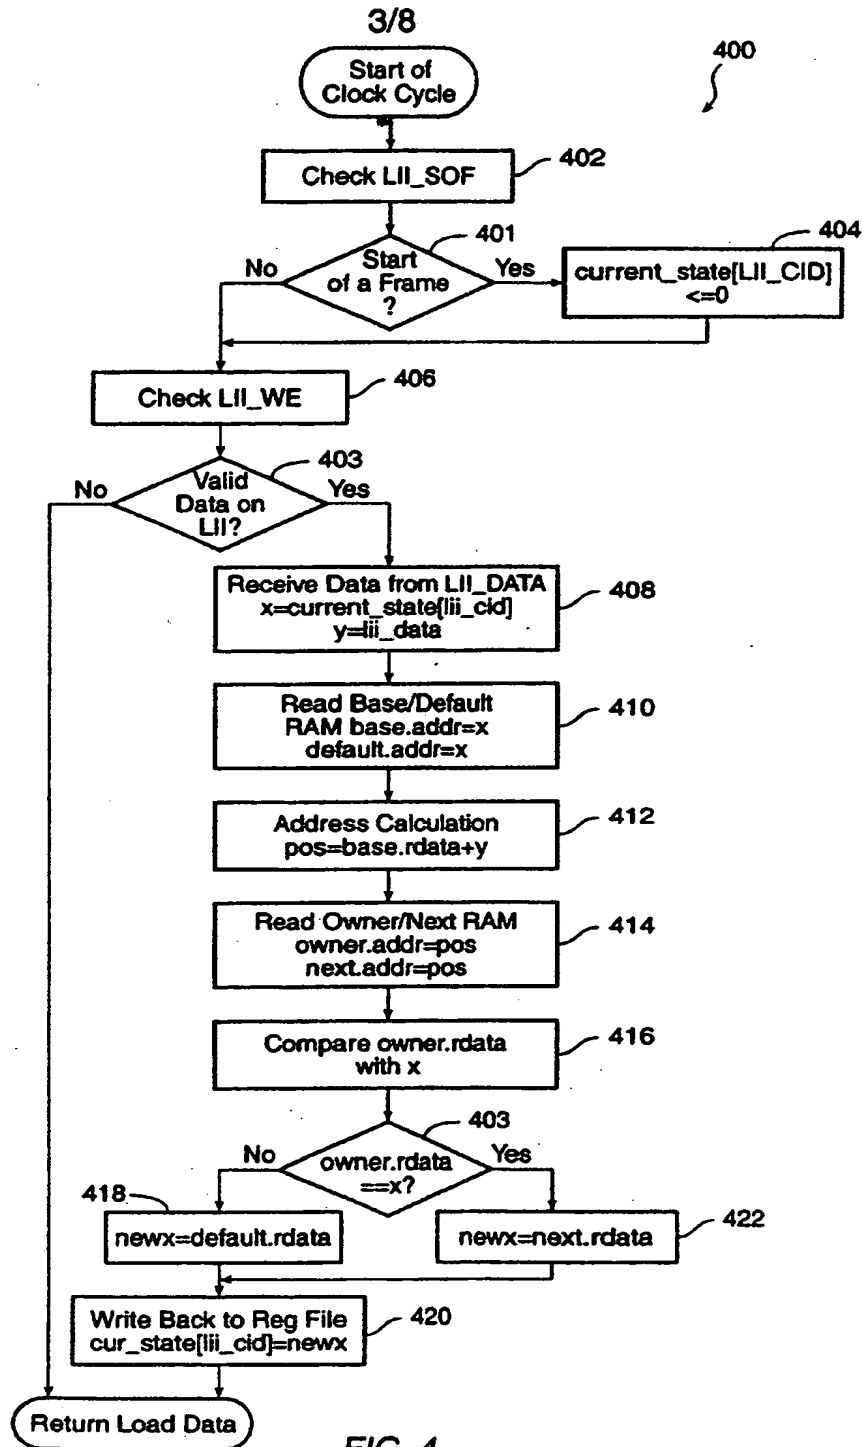 3/8
Start of
Clock Cycle
400
Check LII_SOF
402
401
Start
of a Frame
?
No
Yes
404
current_state[LII_CID]
<=0
Check LII_WE
406
403
Valid
Data on
LII?
No
Yes
Receive Data from LII_DATA
x=current_state[lii_cid]
y=lii_data
408
Read Base/Default
RAM base.addr=x
default.addr=x
410
Address Calculation
pos=base.rdata+y
412
Read Owner/Next RAM
owner.addr=pos
next.addr=pos
414
Compare owner.rdata
with x
416
403
owner.rdata
==x?
No
Yes
418
newx=default.rdata
newx=next.rdata
422
Write Back to Reg File
cur_state[lii_cid]=newx
420
Return Load Data
FIG. 4